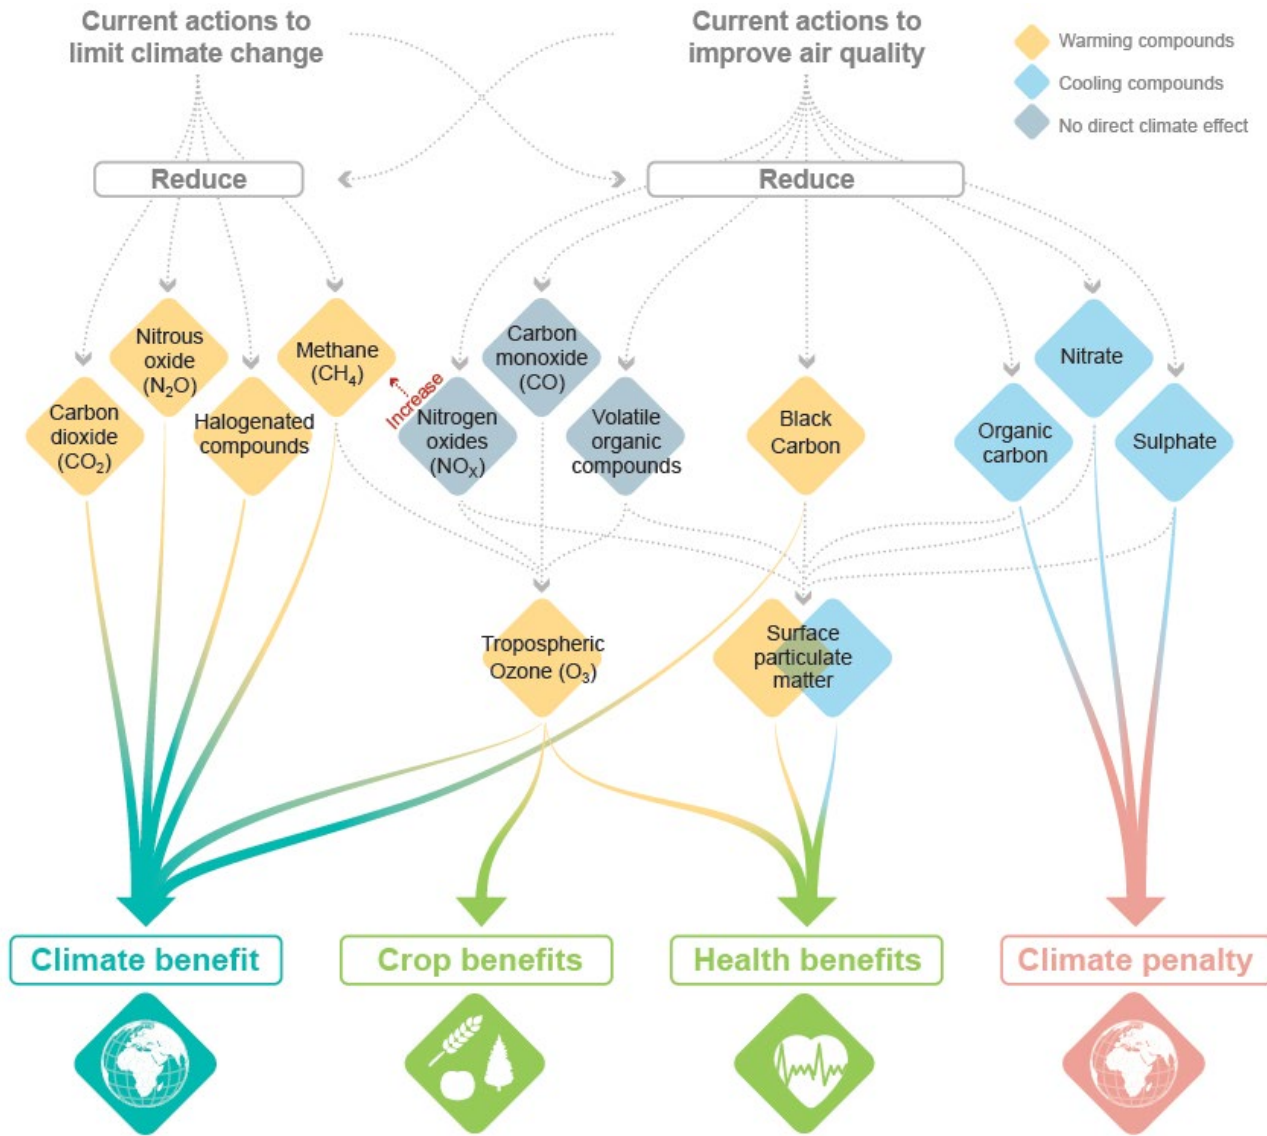 Current actions to
limit climate change
Current actions to
improve air quality
Warming compounds
Cooling compounds
No direct climate effect
Reduce
Reduce
Nitrous
oxide
(N₂O)
Methane
(CH₄)
Carbon
monoxide
(CO)
Nitrate
Increase
Carbon
dioxide
(CO₂)
Halogenated
compounds
Nitrogen
oxides
(NOₓ)
Volatile
organic
compounds
Black
Carbon
Organic
carbon
Sulphate
Tropospheric
Ozone (O₃)
Surface
particulate
matter
Climate benefit
Crop benefits
Health benefits
Climate penalty